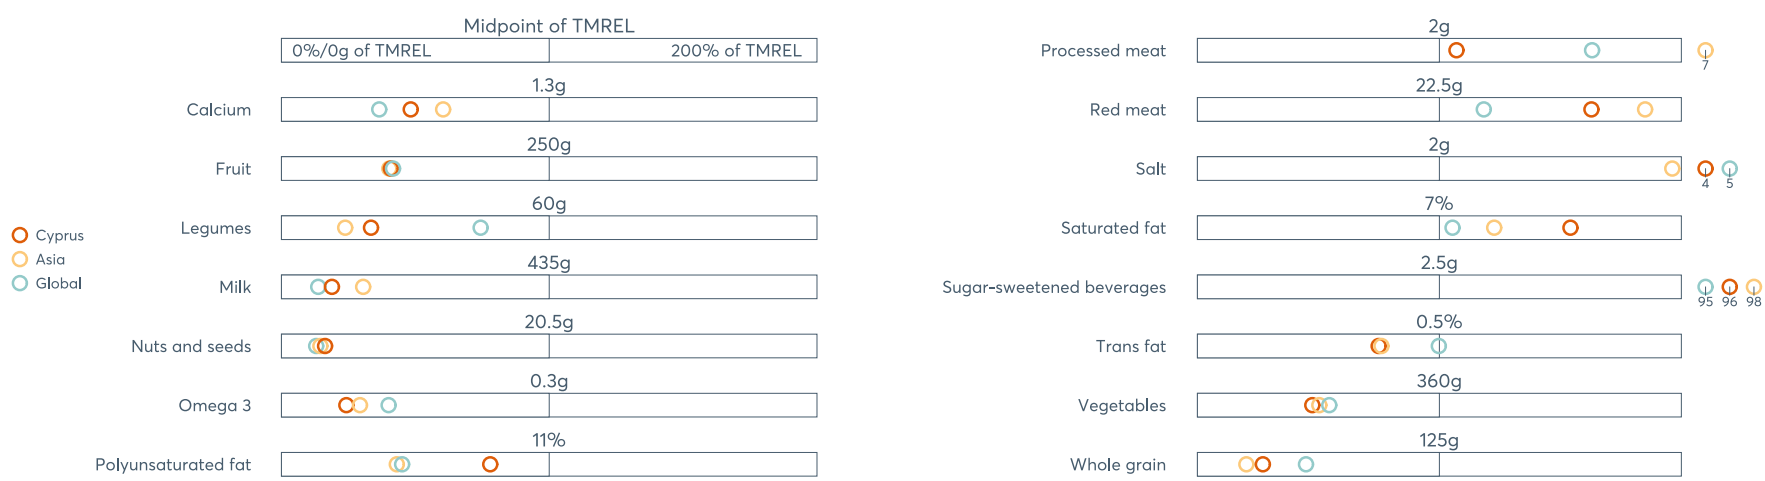 Midpoint of TMREL
0%/0g of TMREL 200% of TMREL
1.3g
Calcium
250g
Fruit
60g
Legumes
435g
Milk
20.5g
Nuts and seeds
0.3g
Omega 3
11%
Polyunsaturated fat
Cyprus
Asia
Global
2g
Processed meat
7
22.5g
Red meat
2g
Salt
4 5
7%
Saturated fat
2.5g
Sugar-sweetened beverages
95 96 98
0.5%
Trans fat
360g
Vegetables
125g
Whole grain